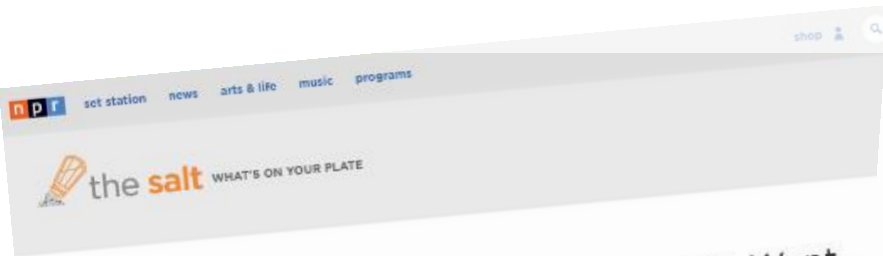 npr set station news arts & life music programs shop
the salt WHAT'S ON YOUR PLATE